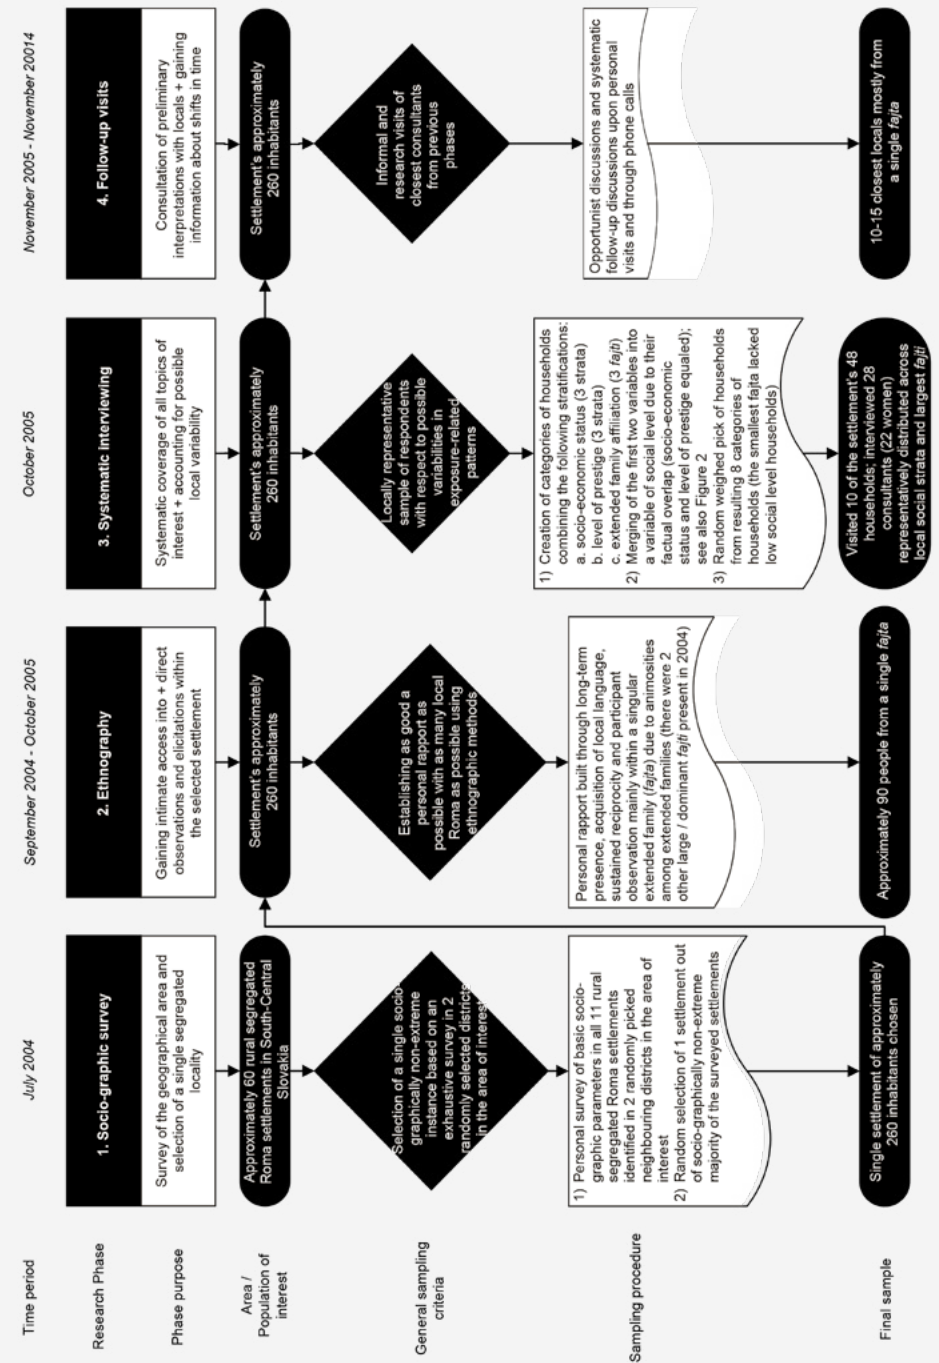 Time period
July 2004
September 2004 - October 2005
October 2005
November 2005 - November 20014
Research Phase
1. Socio-graphic survey
2. Ethnography
3. Systematic Interviewing
4. Follow-up visits
Phase purpose
Survey of the geographical area and
selection of a single segregated
locality
Gaining intimate access into + direct
observations and elicitations within
the selected settlement
Systematic coverage of all topics of
interest + accounting for possible
local variability
Consultation of preliminary
interpretations with locals + gaining
information about shifts in time
Area /
Population of
interest
Approximately 60 rural segregated
Roma settlements in South-Central
Slovakia
Settlement's approximately
260 inhabitants
Settlement's approximately
260 inhabitants
Settlement's approximately
260 inhabitants
General sampling
criteria
Selection of a single socio-
graphically non-extreme
instance based on an
exhaustive survey in 2
randomly selected districts
in the area of interest
Establishing as good a
personal rapport as
possible with as many local
Roma as possible using
ethnographic methods
Locally representative
sample of respondents
with respect to possible
variabilities in
exposure-related
patterns
Informal and
research visits of
closest consultants
from previous
phases
Sampling procedure
1) Personal survey of basic socio-
graphic parameters in all 11 rural
segregated Roma settlements
identified in 2 randomly picked
neighbouring districts in the area of
interest
2) Random selection of 1 settlement out
of socio-graphically non-extreme
majority of the surveyed settlements
Personal rapport built through long-term
presence, acquisition of local language,
sustained reciprocity and participant
observation mainly within a singular
extended family (fajta) due to animosities
among extended families (there were 2
other large / dominant fajti present in 2004)
1) Creation of categories of households
combining the following stratifications:
a. socio-economic status (3 strata)
b. level of prestige (3 strata)
c. extended family affiliation (3 fajti)
2) Merging of the first two variables into
a variable of social level due to their
factual overlap (socio-economic
status and level of prestige equaled);
see also Figure 2
3) Random weighed pick of households
from resulting 8 categories of
households (the smallest fajta lacked
low social level households)
Opportunist discussions and systematic
follow-up discussions upon personal
visits and through phone calls
Final sample
Single settlement of approximately
260 inhabitants chosen
Approximately 90 people from a single fajta
Visited 10 of the settlement's 48
households; interviewed 28
consultants (22 women)
representatively distributed across
local social strata and largest fajti
10-15 closest locals mostly from
a single fajta